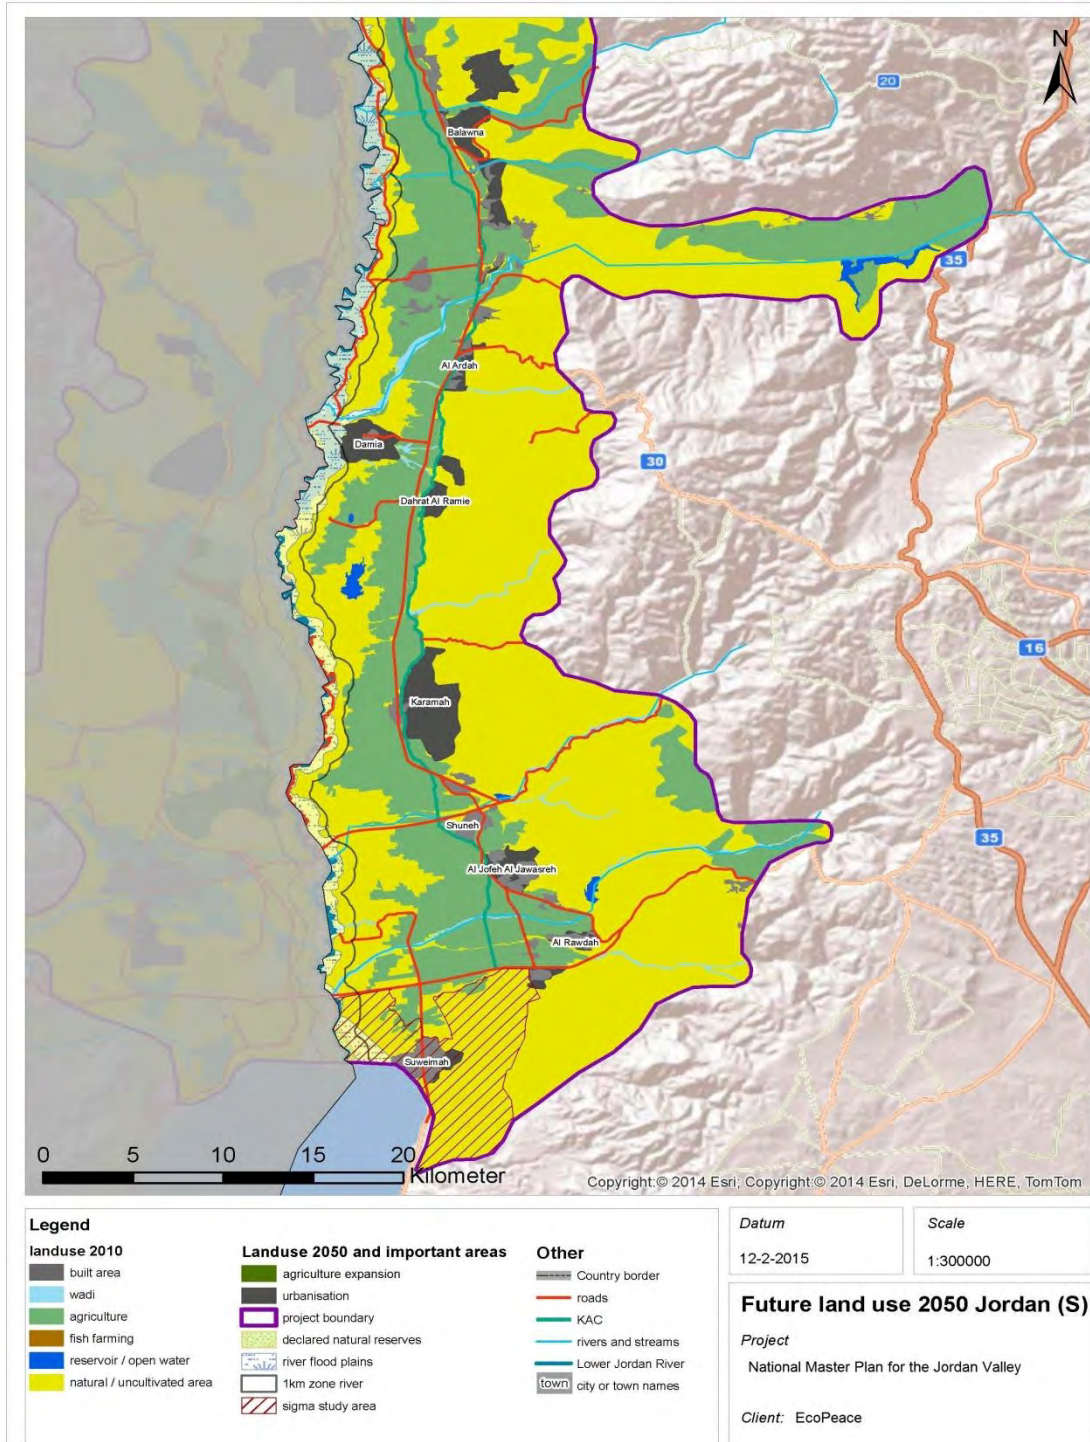 N
20
Balawna
35
Al Ardah
Damia
30
Dahrat Al Ramie
16
Karamah
Shuneh
35
Al Jofeh Al Jawasreh
Al Rawdah
Suweimah
0 5 10 15 20
Kilometer
Copyright:© 2014 Esri, Copyright:© 2014 Esri, DeLorme, HERE, TomTom
Legend
landuse 2010
built area
wadi
agriculture
fish farming
reservoir / open water
natural / uncultivated area
Landuse 2050 and important areas
agriculture expansion
urbanisation
project boundary
declared natural reserves
river flood plains
1km zone river
sigma study area
Other
Country border
roads
KAC
rivers and streams
Lower Jordan River
town city or town names
Datum
12-2-2015
Scale
1:300000
Future land use 2050 Jordan (S)
Project
National Master Plan for the Jordan Valley
Client: EcoPeace